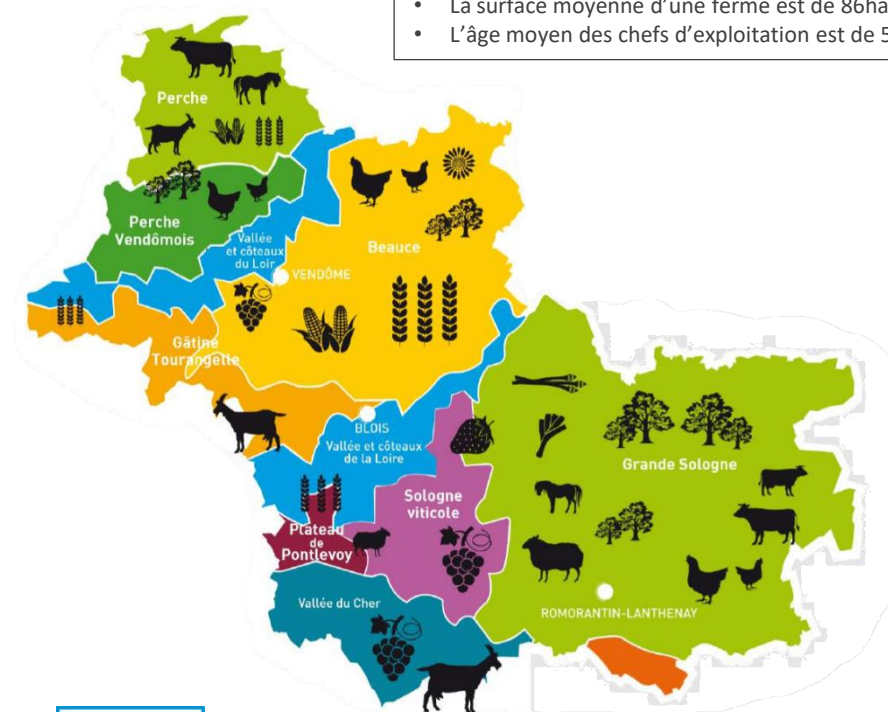 • La surface moyenne d'une ferme est de 86ha
• L'âge moyen des chefs d'exploitation est de 5
Perche
Perche
Vendômois
Vallée
et côteaux
du Loir
VENDÔME
Beauce
Gâtine
Tourangelle
BLOIS
Vallée et côteaux
de la Loire
Grande Sologne
Sologne
viticole
Plateau
de
Pontlevoy
Vallée du Cher
ROMORANTIN-LANTHENAY